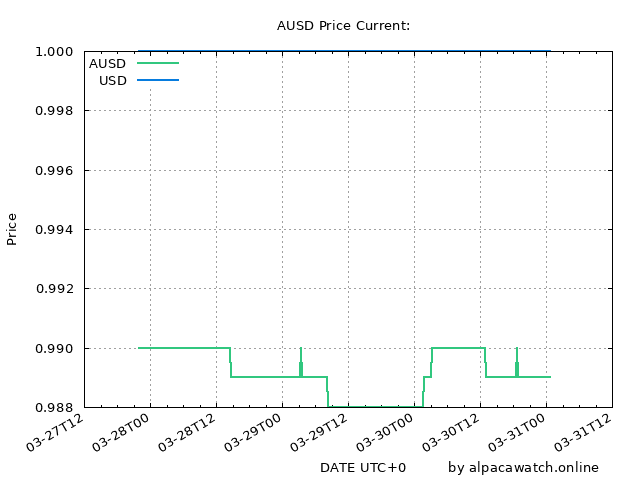 AUSD Price Current:
1.000
AUSD
USD
0.998
0.996
0.994
0.992
0.990
0.988
Price
03-27T12
03-28T00
03-28T12
03-29T00
03-29T12
03-30T00
03-30T12
03-31T00
03-31T12
DATE UTC+0
by alpacawatch.online